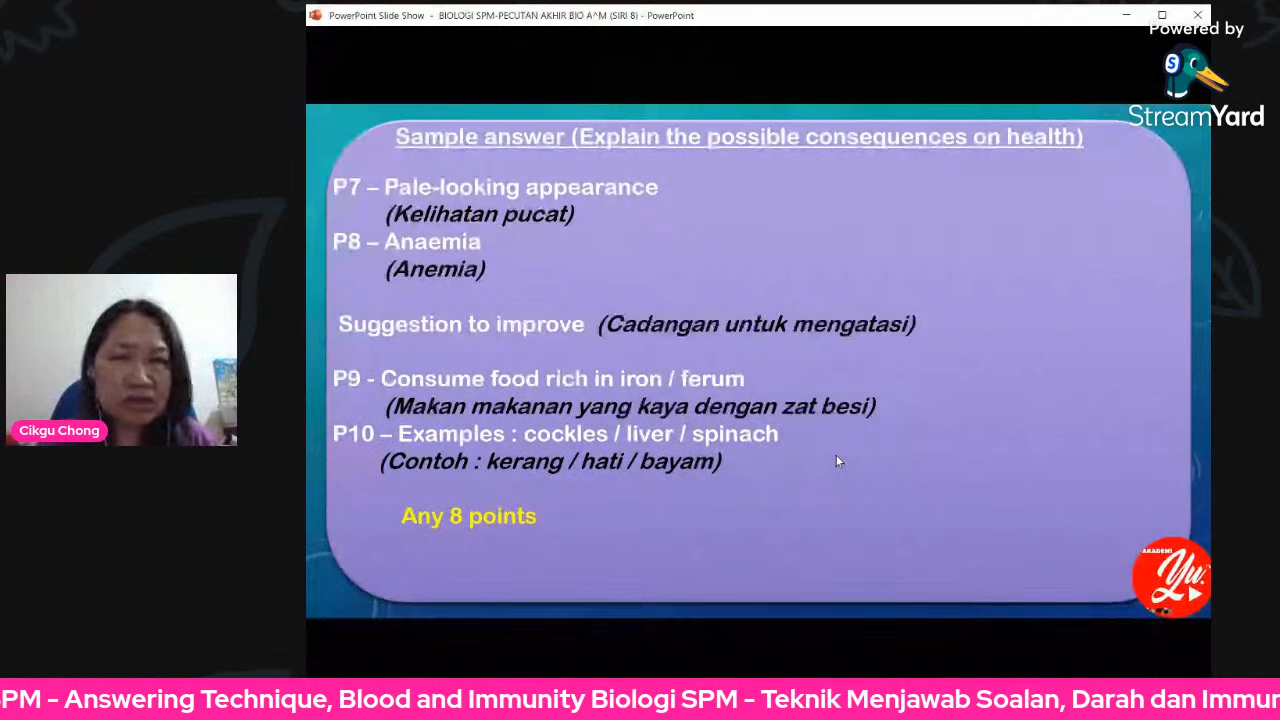 PowerPoint Slide Show - BIOLOGI SPM-PECUTAN AKHIR BIO A^M (SIRI 8) - PowerPoint
Powered by
S
StreamYard
Sample answer (Explain the possible consequences on health)
P7 – Pale-looking appearance
(Kelihatan pucat)
P8 – Anaemia
(Anemia)
Suggestion to improve (Cadangan untuk mengatasi)
P9 - Consume food rich in iron / ferum
(Makan makanan yang kaya dengan zat besi)
P10 – Examples : cockles / liver / spinach
(Contoh : kerang / hati / bayam)
Any 8 points
Cikgu Chong
AKADEMI
Yu
SPM - Answering Technique, Blood and Immunity Biologi SPM - Teknik Menjawab Soalan, Darah dan Immun